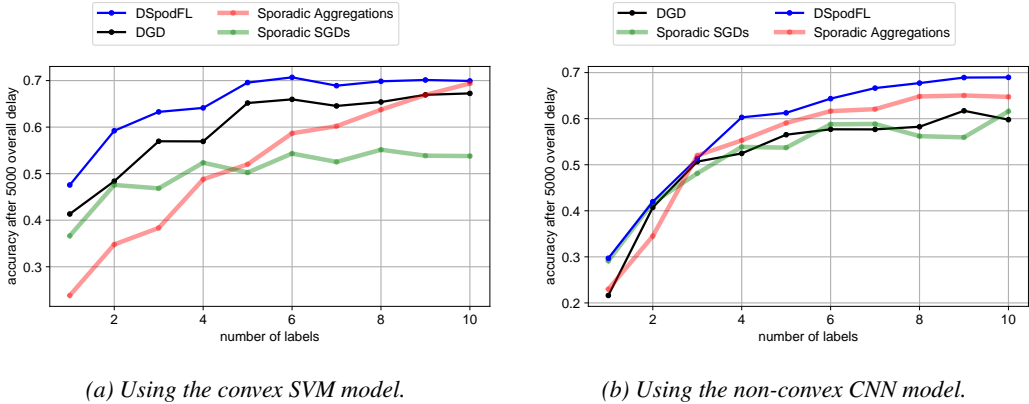 DSpodFL
DGD
Sporadic Aggregations
Sporadic SGDs
accuracy after 5000 overall delay
0.7
0.6
0.5
0.4
0.3
2 4 6 8 10
number of labels
(a) Using the convex SVM model.
DGD
Sporadic SGDs
DSpodFL
Sporadic Aggregations
accuracy after 5000 overall delay
0.7
0.6
0.5
0.4
0.3
0.2
2 4 6 8 10
number of labels
(b) Using the non-convex CNN model.